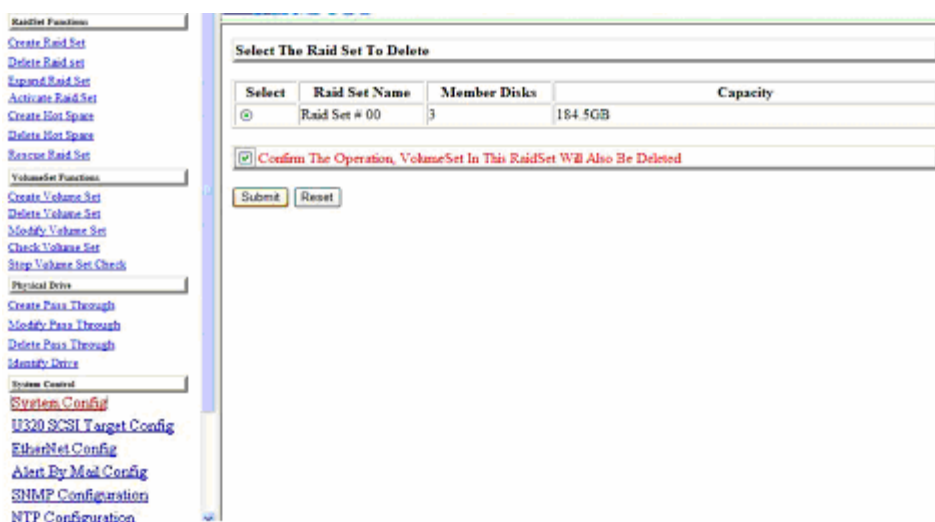 RaidSet Functions
Create Raid Set
Delete Raid set
Expand Raid Set
Activate Raid Set
Create Hot Spare
Delete Hot Spare
Rescue Raid Set
VolumeSet Functions
Create Volume Set
Delete Volume Set
Modify Volume Set
Check Volume Set
Stop Volume Set Check
Physical Drive
Create Pass Through
Modify Pass Through
Delete Pass Through
Identify Drive
System Control
System Config
U320 SCSI Target Config
EtherNet Config
Alert By Mail Config
SNMP Configuration
NTP Configuration
Select The Raid Set To Delete
Select Raid Set Name Member Disks Capacity
Raid Set # 00 3 184.5GB
Confirm The Operation, VolumeSet In This RaidSet Will Also Be Deleted
Submit Reset